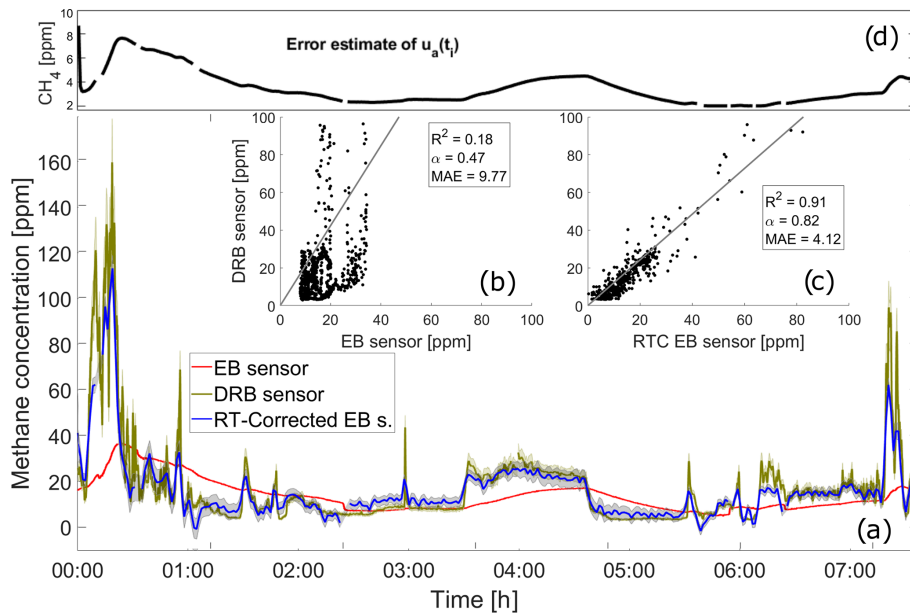 10
8
6
4
2
CH4 [ppm]
Error estimate of ua(ti)
(d)
160
140
120
100
80
60
40
20
0
Methane concentration [ppm]
100
80
60
40
20
0
DRB sensor [ppm]
R2 = 0.18
α = 0.47
MAE = 9.77
(b)
0 20 40 60 80 100
EB sensor [ppm]
100
80
60
40
20
0
DRB sensor [ppm]
R2 = 0.91
α = 0.82
MAE = 4.12
(c)
0 20 40 60 80 100
RTC EB sensor [ppm]
EB sensor
DRB sensor
RT-Corrected EB s.
(a)
00:00 01:00 02:00 03:00 04:00 05:00 06:00 07:00
Time [h]